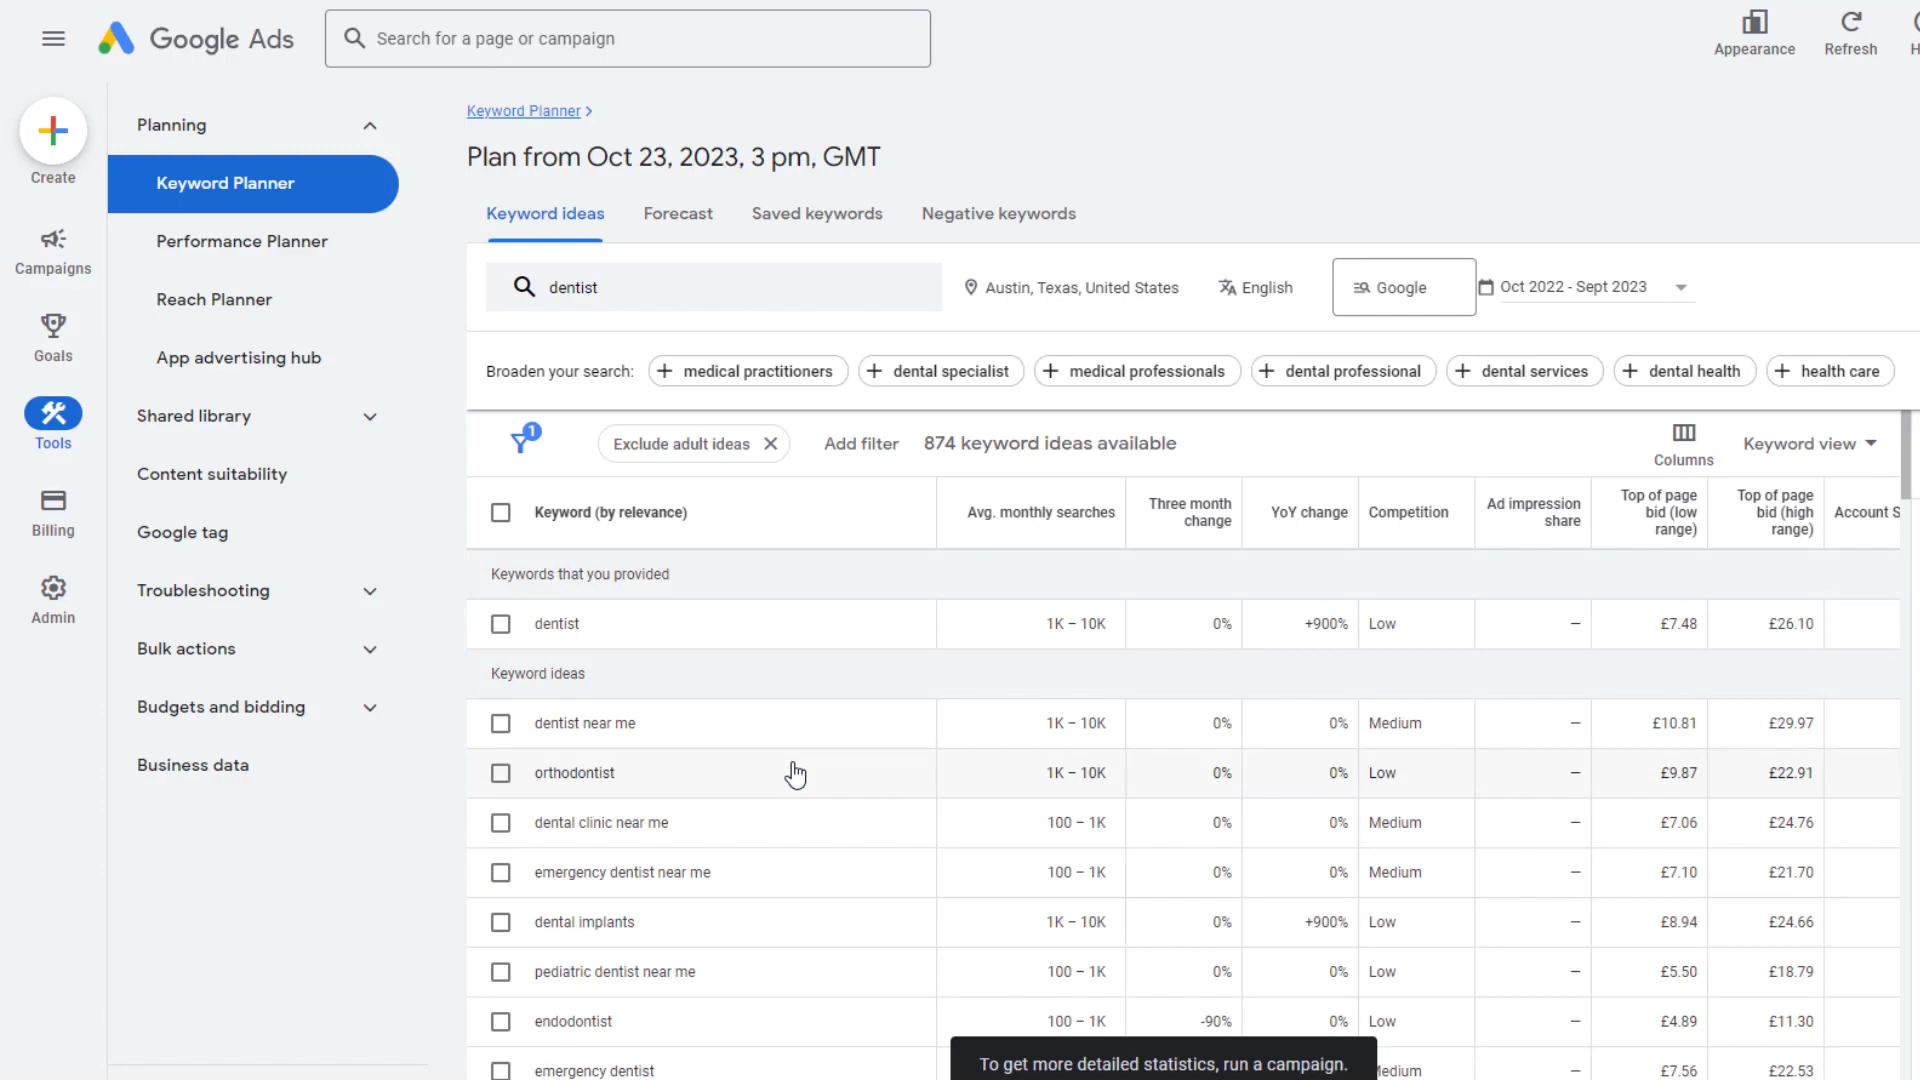 Google Ads
Search for a page or campaign
Appearance
Refresh
H
Create
Campaigns
Goals
Tools
Billing
Admin
Planning
Keyword Planner
Performance Planner
Reach Planner
App advertising hub
Shared library
Content suitability
Google tag
Troubleshooting
Bulk actions
Budgets and bidding
Business data
Keyword Planner
Plan from Oct 23, 2023, 3 pm, GMT
Keyword ideas Forecast Saved keywords Negative keywords
dentist Austin, Texas, United States English Google Oct 2022 - Sept 2023
Broaden your search: medical practitioners dental specialist medical professionals dental professional dental services dental health health care
1 Exclude adult ideas Add filter 874 keyword ideas available Columns Keyword view
Keyword (by relevance) Avg. monthly searches Three month change YoY change Competition Ad impression share Top of page bid (low range) Top of page bid (high range) Account S
Keywords that you provided
dentist 1K – 10K 0% +900% Low – £7.48 £26.10
Keyword ideas
dentist near me 1K – 10K 0% 0% Medium – £10.81 £29.97
orthodontist 1K – 10K 0% 0% Low – £9.87 £22.91
dental clinic near me 100 – 1K 0% 0% Medium – £7.06 £24.76
emergency dentist near me 100 – 1K 0% 0% Medium – £7.10 £21.70
dental implants 1K – 10K 0% +900% Low – £8.94 £24.66
pediatric dentist near me 100 – 1K 0% 0% Low – £5.50 £18.79
endodontist 100 – 1K -90% 0% Low – £4.89 £11.30
emergency dentist edium – £7.56 £22.53
To get more detailed statistics, run a campaign.